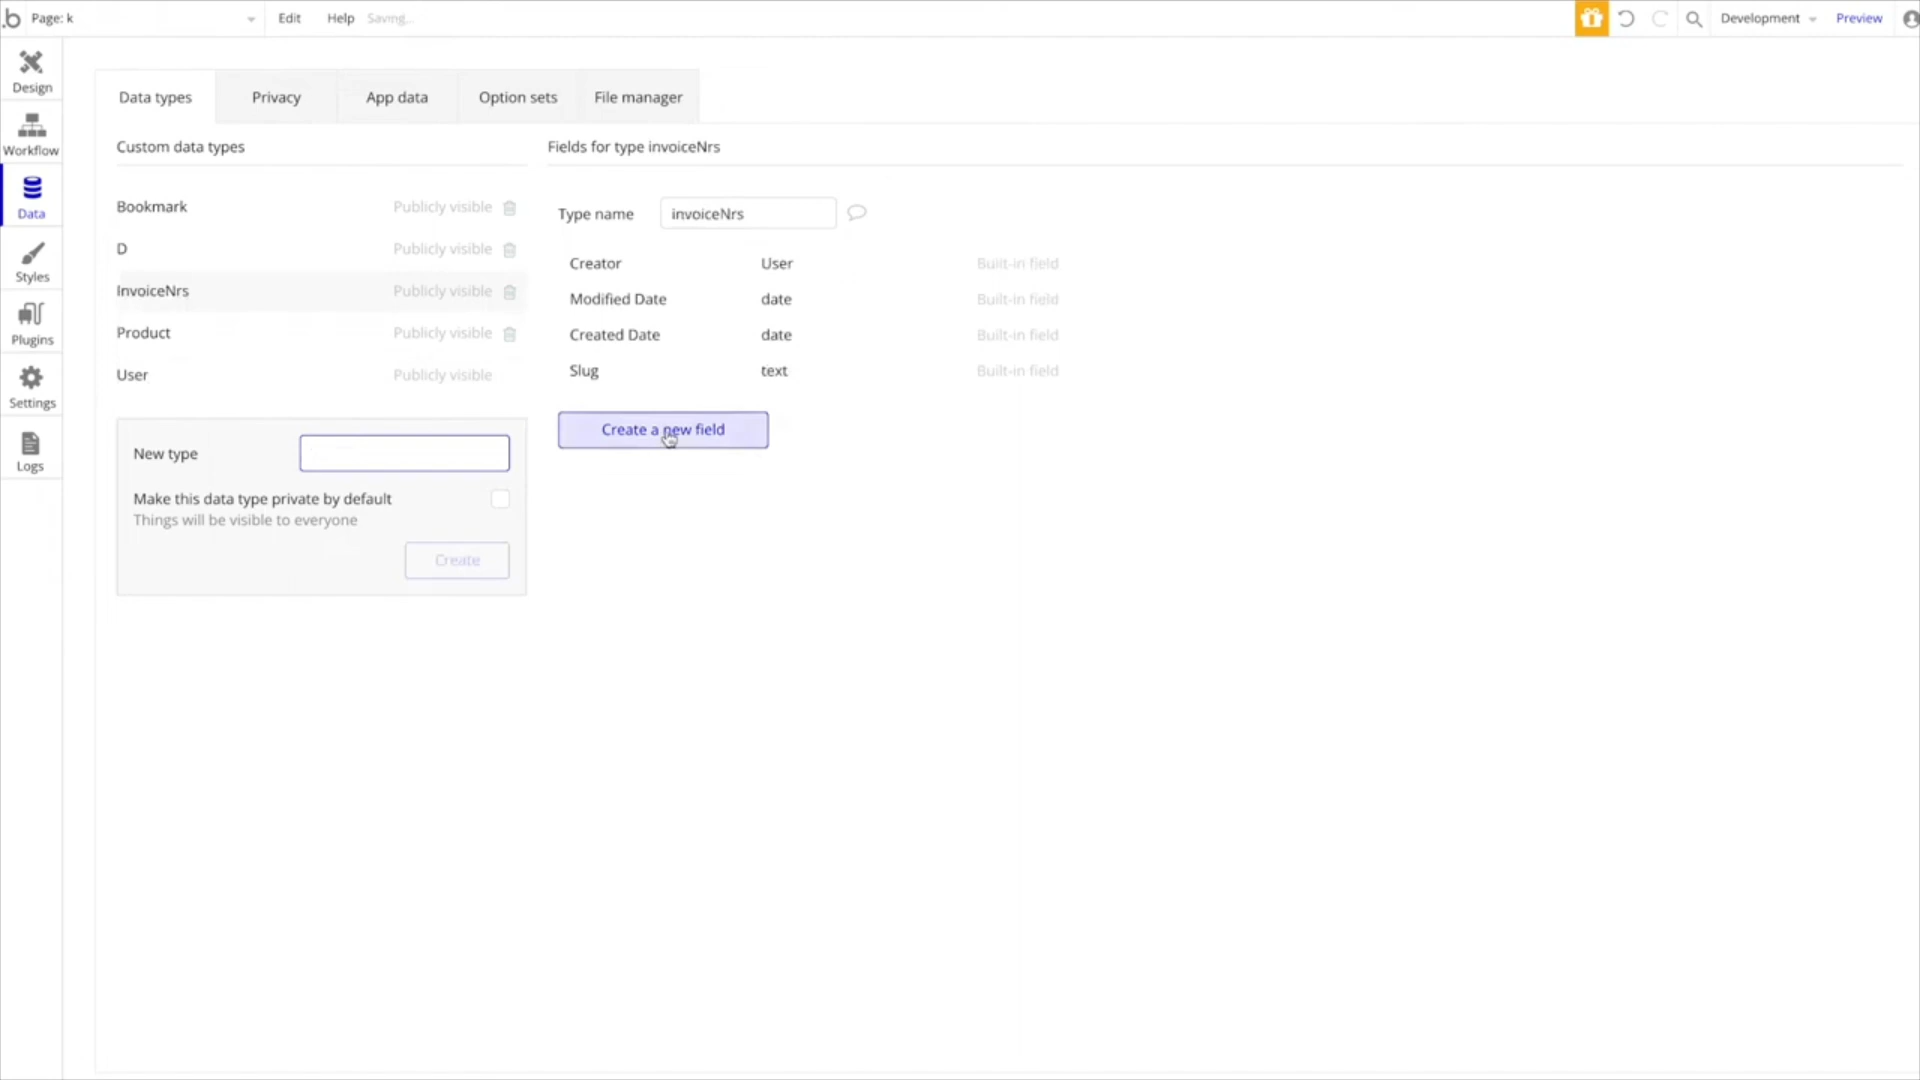 .b Page: k Edit Help Saving... Development Preview
Design
Workflow
Data
Styles
Plugins
Settings
Logs
Data types Privacy App data Option sets File manager
Custom data types
Bookmark Publicly visible
D Publicly visible
InvoiceNrs Publicly visible
Product Publicly visible
User Publicly visible
New type
Make this data type private by default
Things will be visible to everyone
Create
Fields for type invoiceNrs
Type name invoiceNrs
Creator User Built-in field
Modified Date date Built-in field
Created Date date Built-in field
Slug text Built-in field
Create a new field